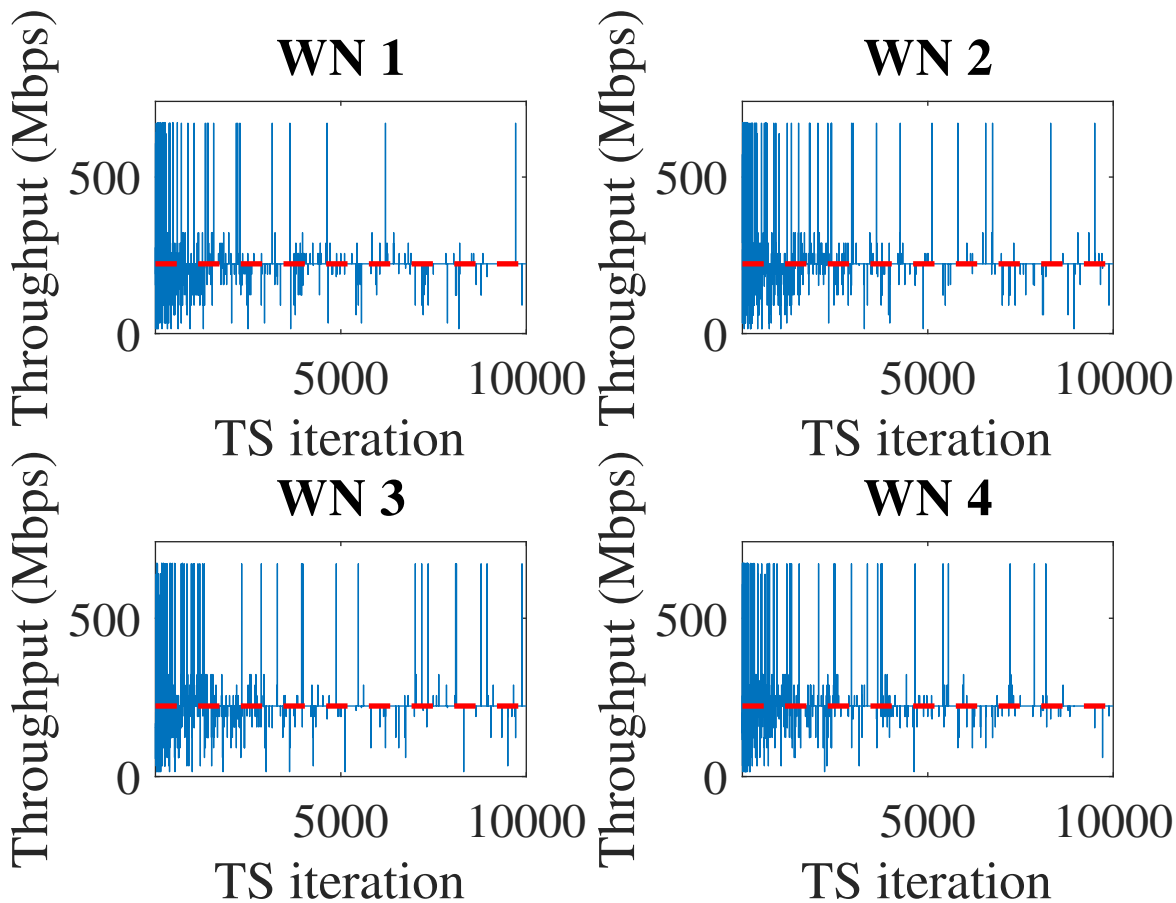 WN 1
Throughput (Mbps)
500
0
5000
10000
TS iteration
WN 2
Throughput (Mbps)
500
0
5000
10000
TS iteration
WN 3
Throughput (Mbps)
500
0
5000
10000
TS iteration
WN 4
Throughput (Mbps)
500
0
5000
10000
TS iteration